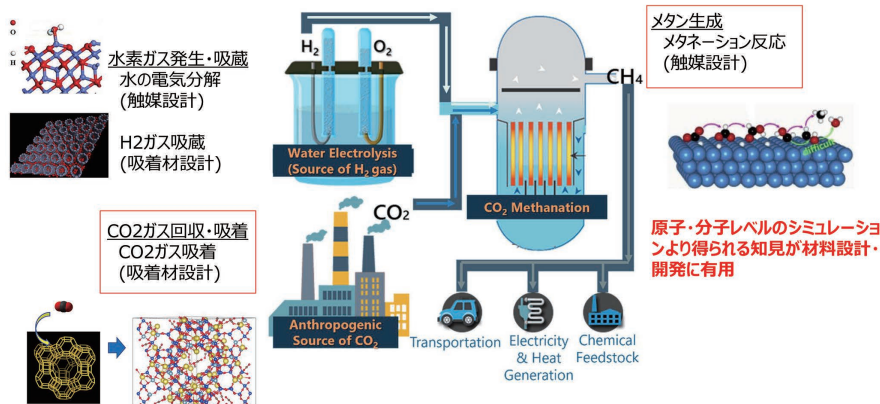 O
C
H
水素ガス発生・吸蔵
水の電気分解
(触媒設計)
H2ガス吸蔵
(吸着材設計)
CO2ガス回収・吸着
CO2ガス吸着
(吸着材設計)
H₂
O₂
Water Electrolysis
(Source of H₂ gas)
CO₂
Anthropogenic
Source of CO₂
CH₄
CO₂ Methanation
Transportation
Electricity
& Heat
Generation
Chemical
Feedstock
メタン生成
メタネーション反応
(触媒設計)
difficult
原子・分子レベルのシミュレーショ
ンより得られる知見が材料設計・
開発に有用